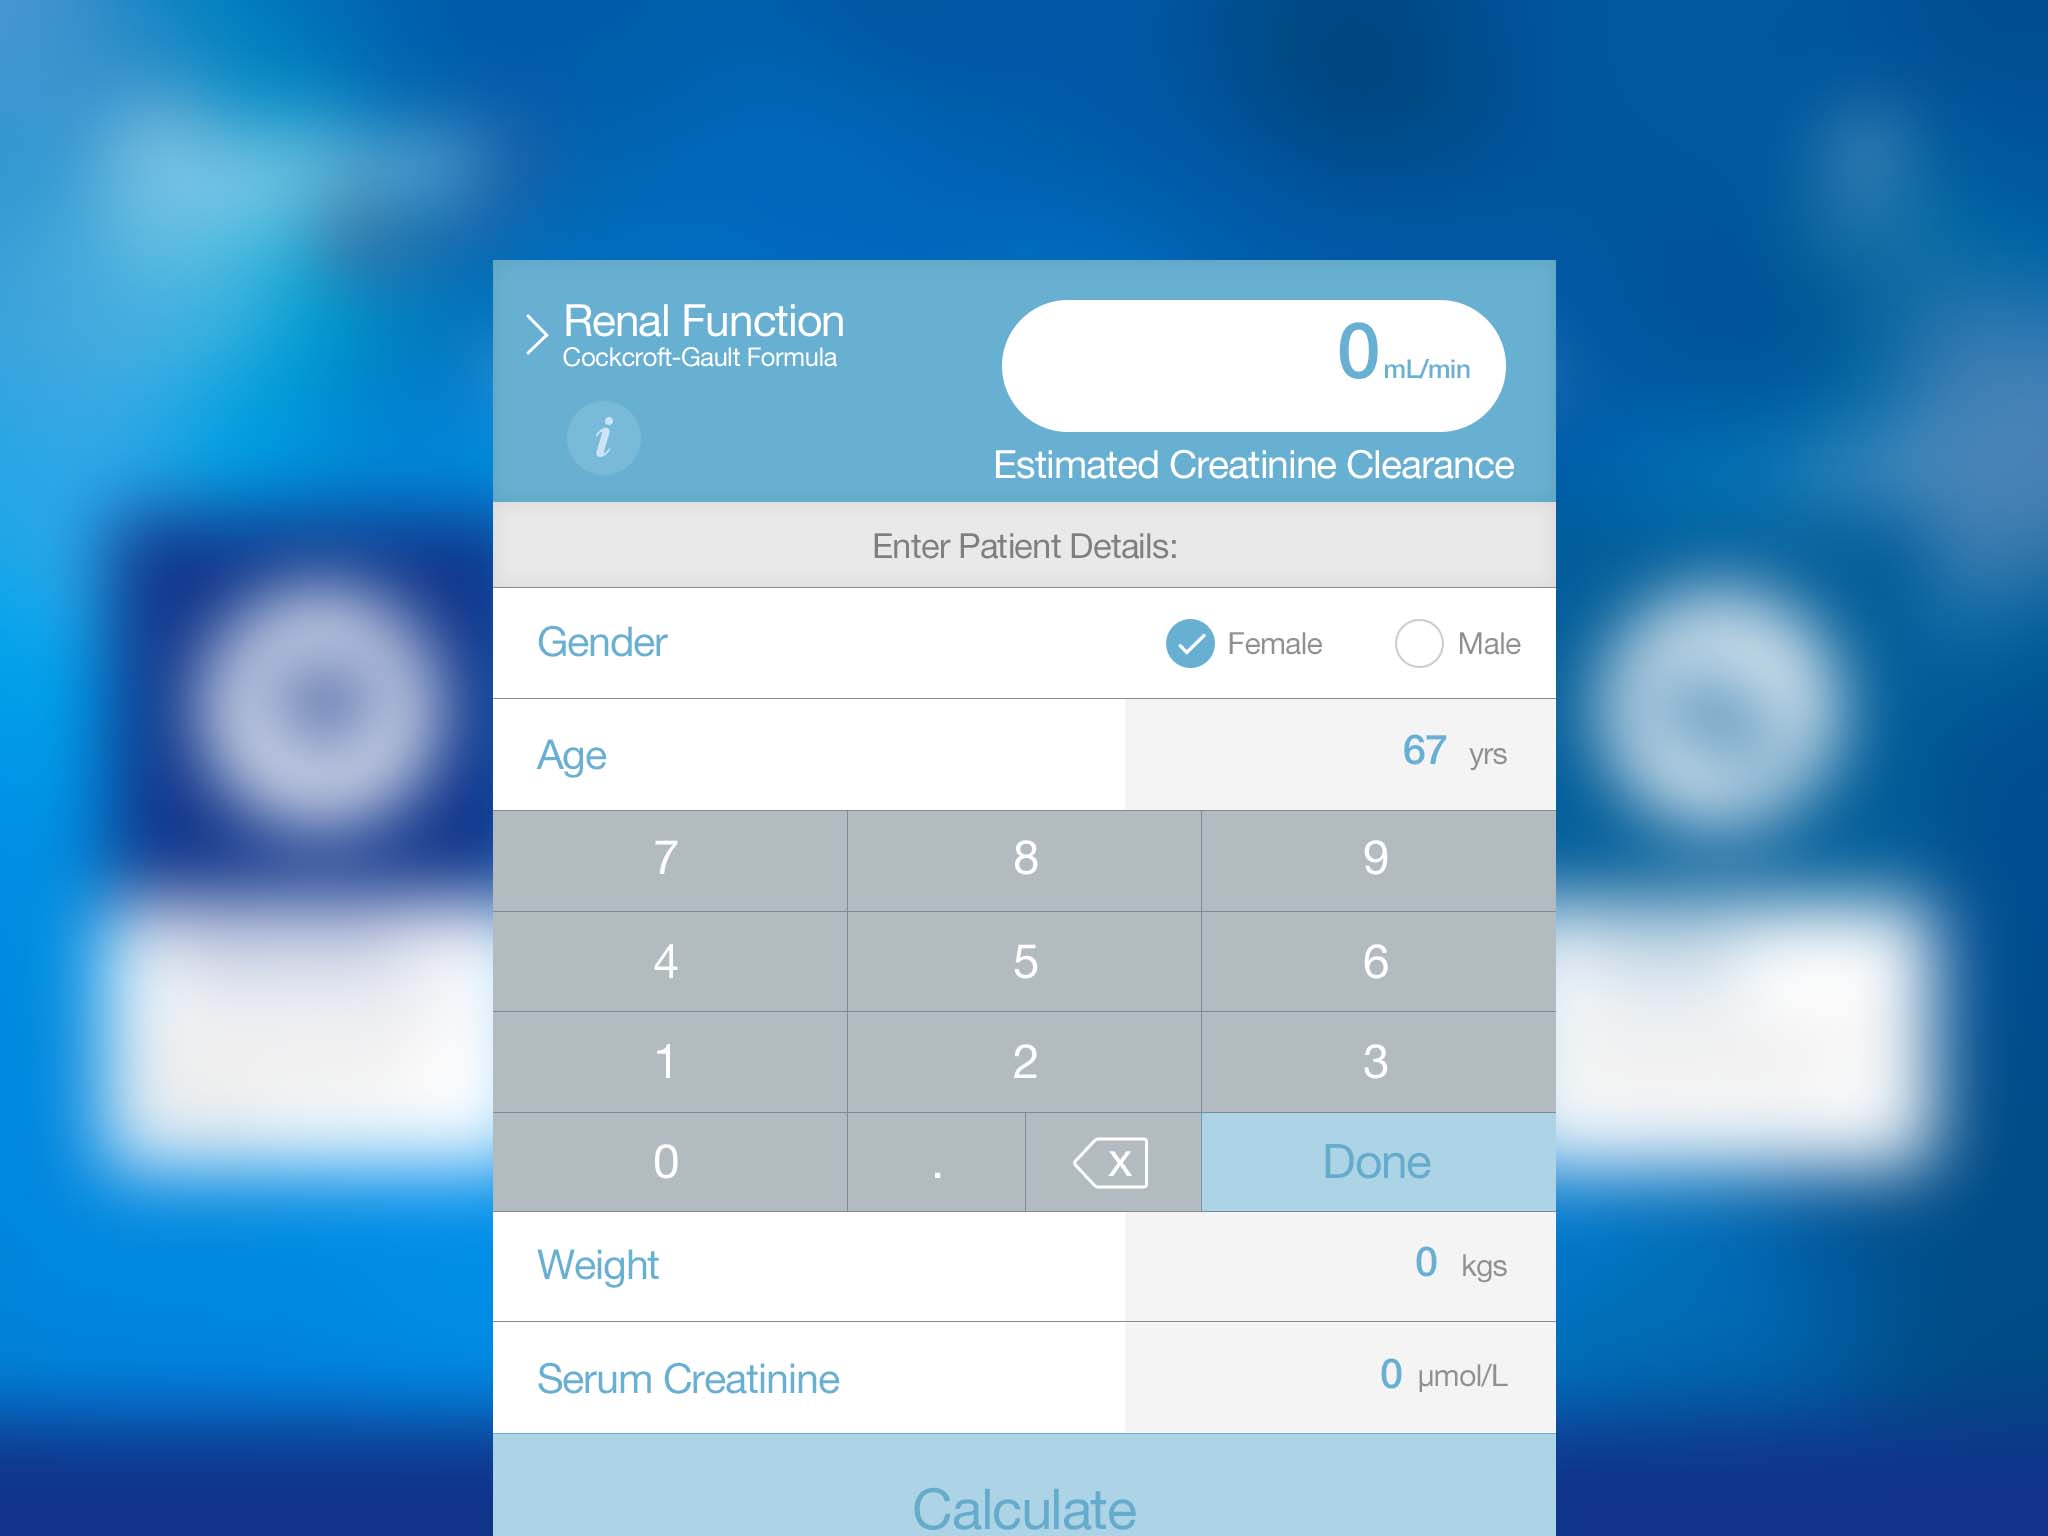 Renal Function
Cockcroft-Gault Formula
i
0 mL/min
Estimated Creatinine Clearance
Enter Patient Details:
Gender Female Male
Age 67 yrs
7 8 9
4 5 6
1 2 3
0 . X Done
Weight 0 kgs
Serum Creatinine 0 µmol/L
Calculate